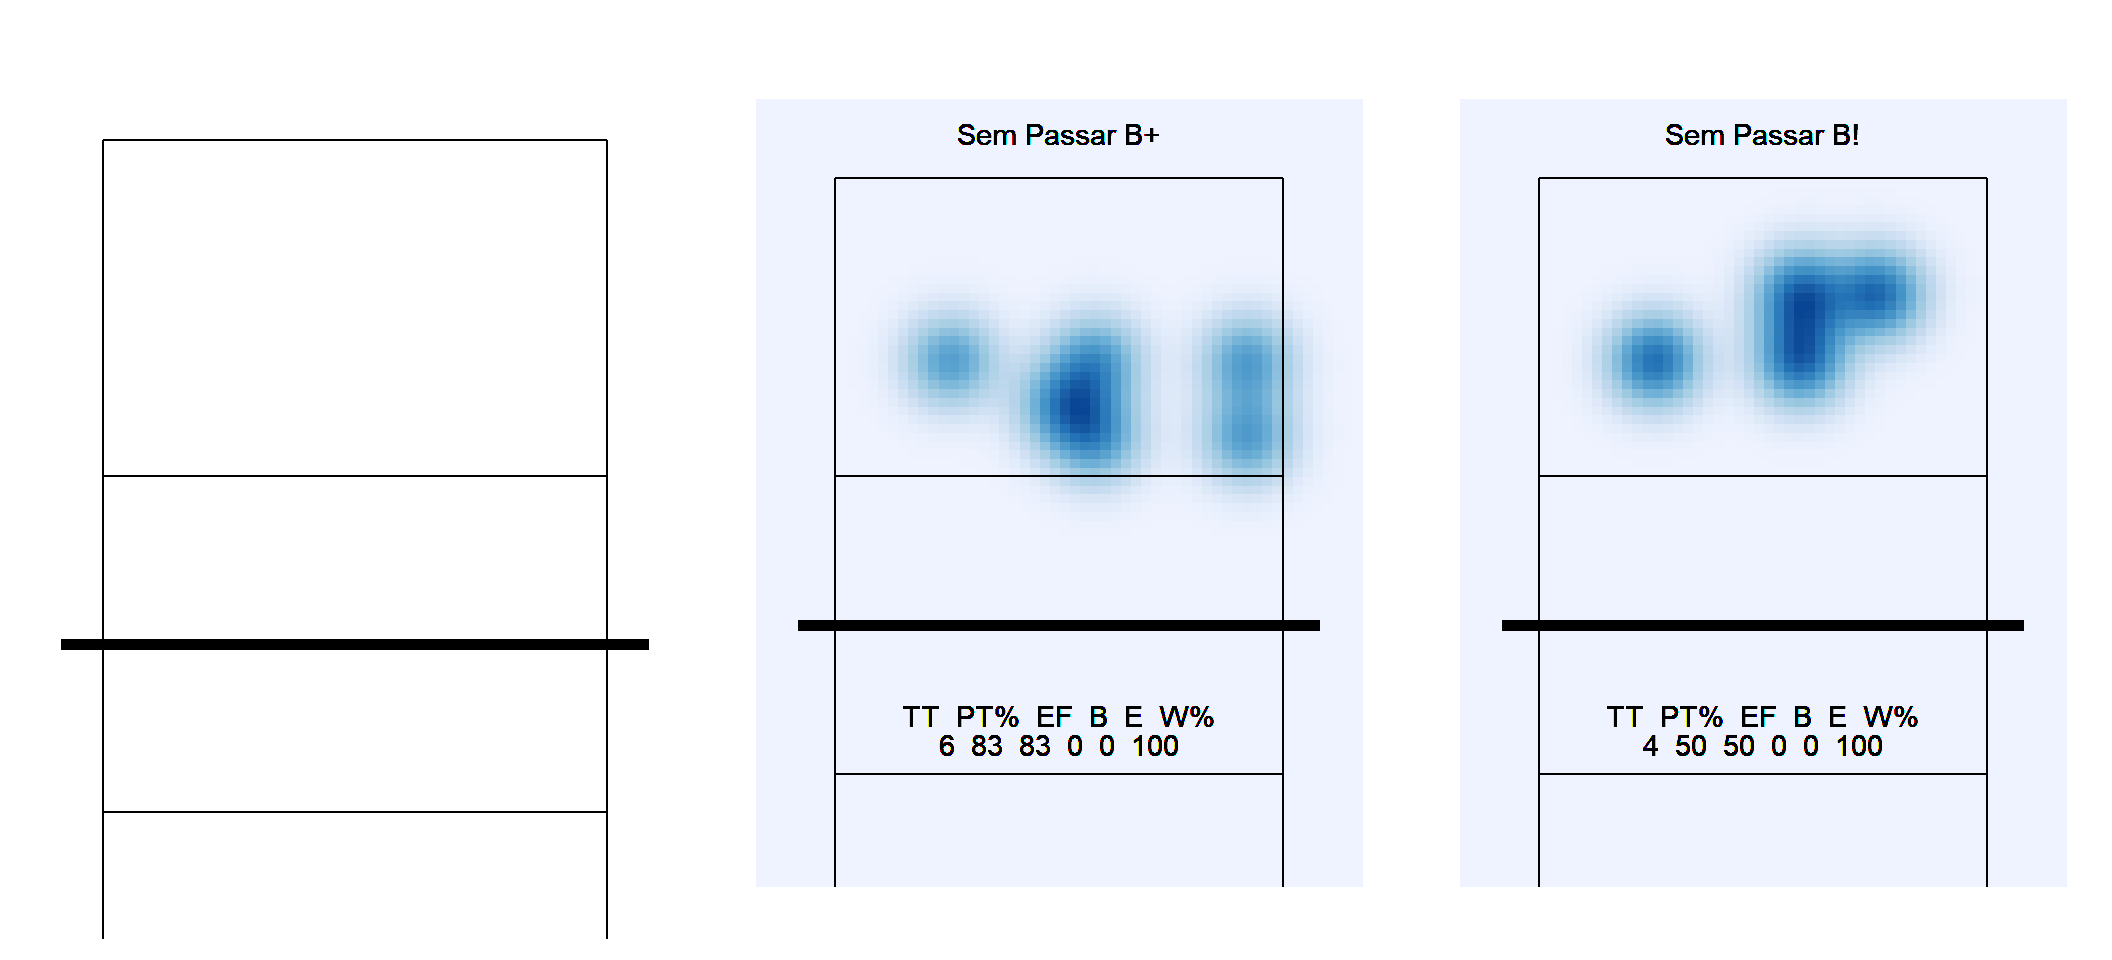 Sem Passar B+
TT PT% EF B E W%
6 83 83 0 0 100
Sem Passar B!
TT PT% EF B E W%
4 50 50 0 0 100